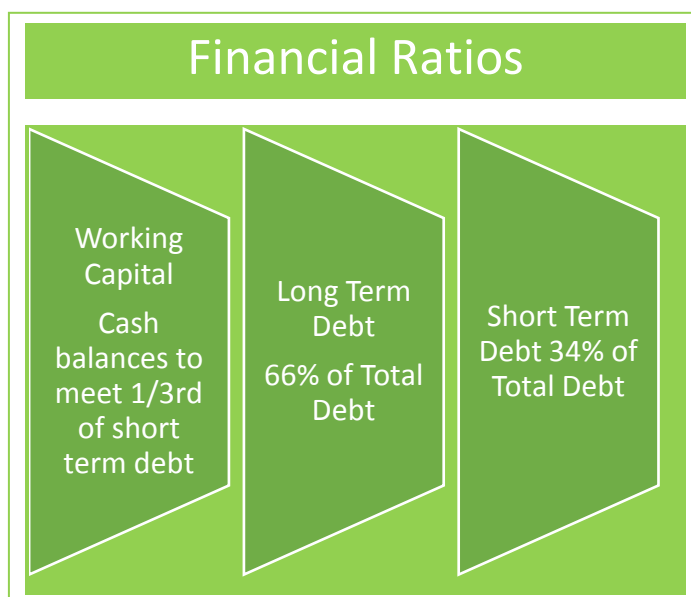 Financial Ratios
Working
Capital
Cash
balances to
meet 1/3rd
of short
term debt
Long Term
Debt
66% of Total
Debt
Short Term
Debt 34% of
Total Debt